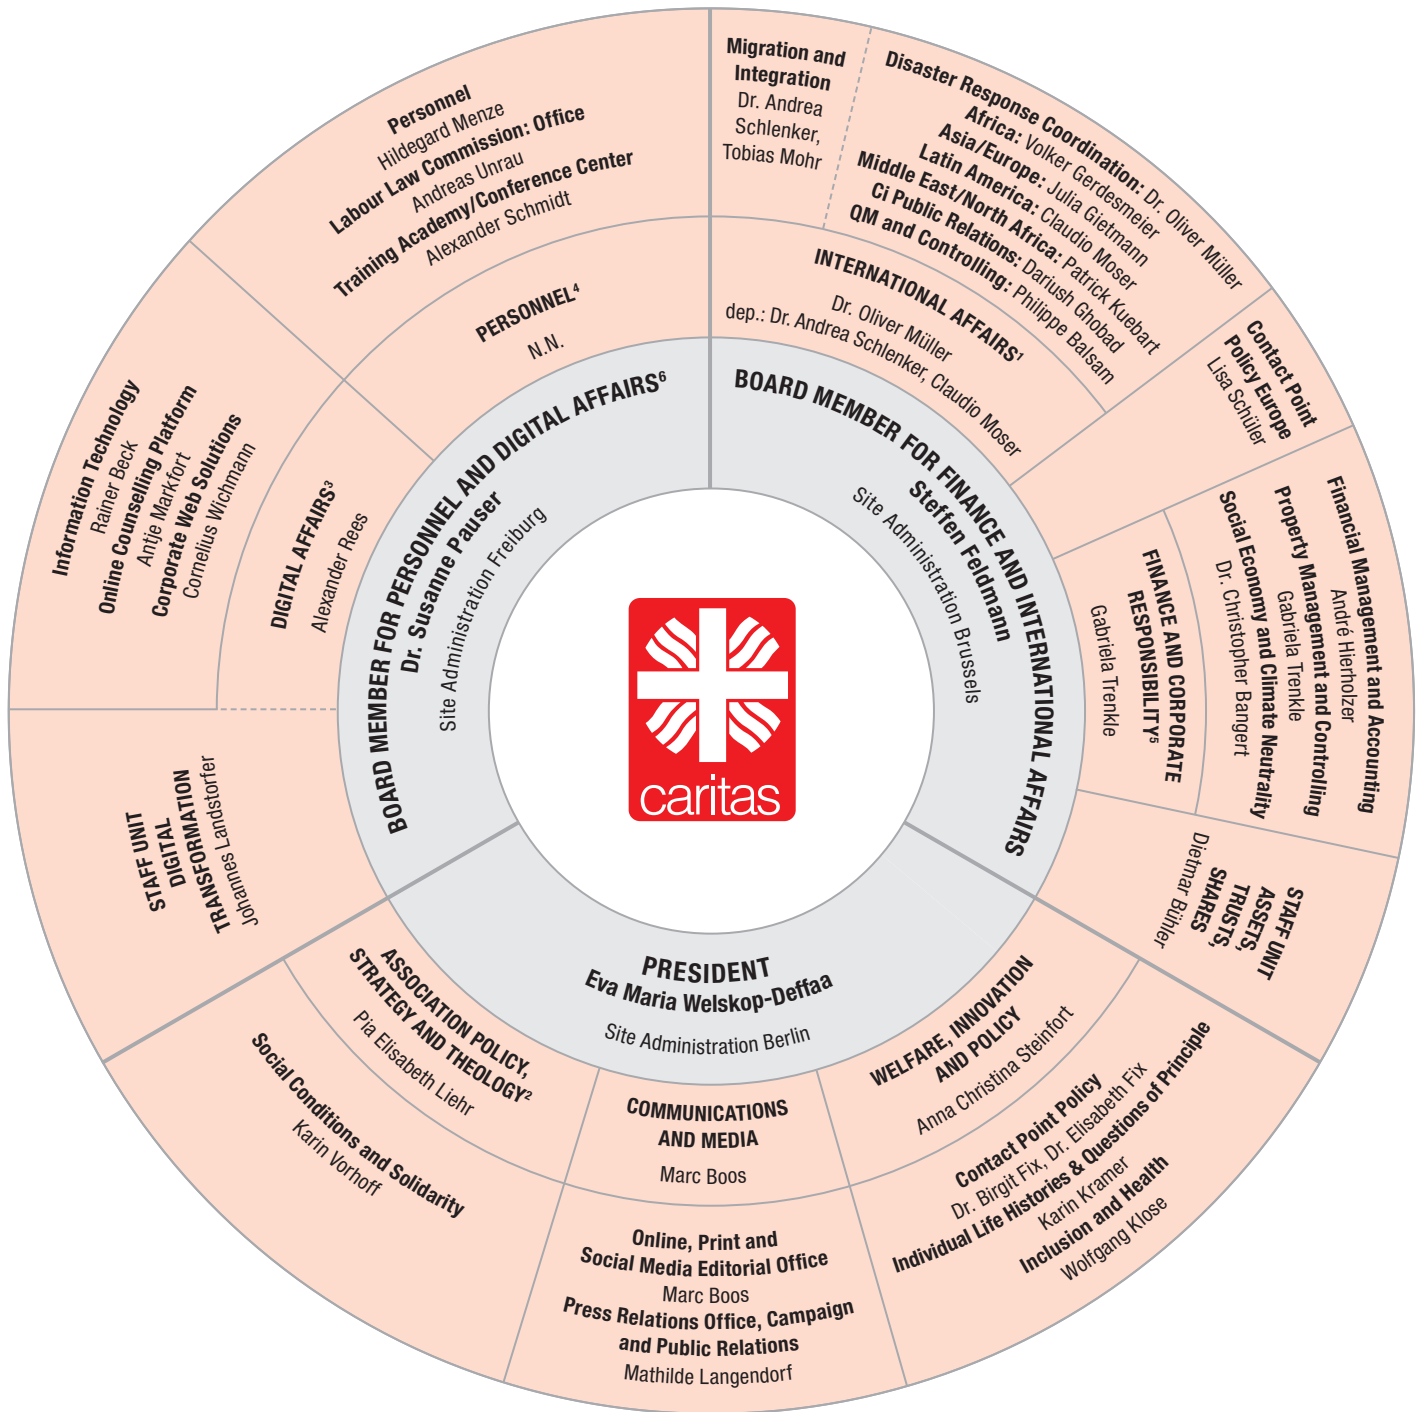 Migration and
Integration
Dr. Andrea
Schlenker,
Tobias Mohr
Disaster Response Coordination: Dr. Oliver Müller
Africa: Volker Gerdesmeier
Asia/Europe: Julia Gietmann
Latin America: Claudio Moser
Middle East/North Africa: Patrick Kuebart
Ci Public Relations: Dariush Ghobad
QM and Controlling: Philippe Balsam
INTERNATIONAL AFFAIRS¹
Dr. Oliver Müller
dep.: Dr. Andrea Schlenker, Claudio Moser
Contact Point
Policy Europe
Lisa Schüler
BOARD MEMBER FOR FINANCE AND INTERNATIONAL AFFAIRS
Steffen Feldmann
Site Administration Brussels
Financial Management and Accounting
André Hierholzer
Property Management and Controlling
Gabriela Trenkle
Social Economy and Climate Neutrality
Dr. Christopher Bangert
FINANCE AND CORPORATE
RESPONSIBILITY⁵
Gabriela Trenkle
STAFF UNIT
ASSETS,
TRUSTS,
SHARES
Dietmar Bühler
PRESIDENT
Eva Maria Welskop-Deffaa
Site Administration Berlin
WELFARE, INNOVATION
AND POLICY
Anna Christina Steinfort
Contact Point Policy
Dr. Birgit Fix, Dr. Elisabeth Fix
Individual Life Histories & Questions of Principle
Karin Kramer
Inclusion and Health
Wolfgang Klose
COMMUNICATIONS
AND MEDIA
Marc Boos
Online, Print and
Social Media Editorial Office
Marc Boos
Press Relations Office, Campaign
and Public Relations
Mathilde Langendorf
ASSOCIATION POLICY,
STRATEGY AND THEOLOGY²
Pia Elisabeth Liehr
Social Conditions and Solidarity
Karin Vorhoff
BOARD MEMBER FOR PERSONNEL AND DIGITAL AFFAIRS⁶
Dr. Susanne Pauser
Site Administration Freiburg
STAFF UNIT
DIGITAL
TRANSFORMATION
Johannes Landstorfer
DIGITAL AFFAIRS³
Alexander Rees
Information Technology
Rainer Beck
Online Counselling Platform
Antje Markfort
Corporate Web Solutions
Cornelius Wichmann
PERSONNEL⁴
N.N.
Personnel
Hildegard Menze
Labour Law Commission: Office
Andreas Unrau
Training Academy/Conference Center
Alexander Schmidt
caritas